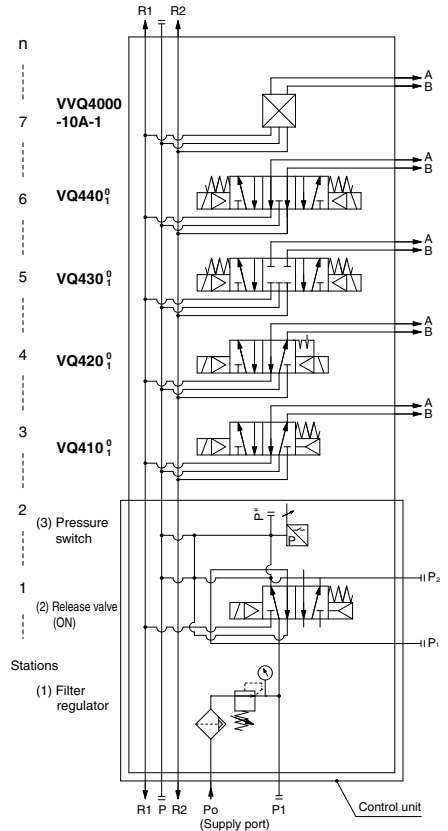 R1 P R2
n
A
B
VVQ4000
-10A-1
7
A
B
VQ440 0 1
6
A
B
VQ430 0 1
5
A
B
VQ420 0 1
4
A
B
VQ410 0 1
3
2
(3) Pressure
switch
P"
P
P2
1
(2) Release valve
(ON)
P1
Stations
(1) Filter
regulator
R1 P R2 Po P1
(Supply port)
Control unit